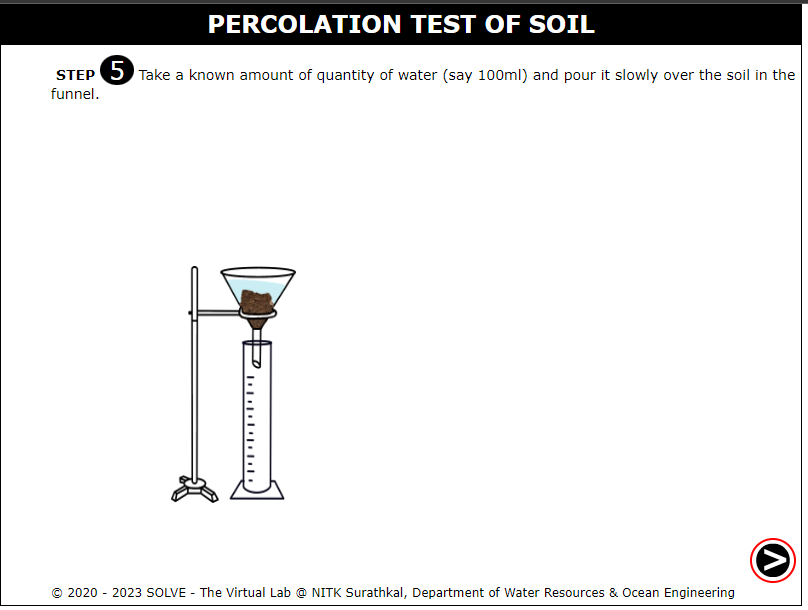 PERCOLATION TEST OF SOIL
STEP 5 Take a known amount of quantity of water (say 100ml) and pour it slowly over the soil in the
funnel.
© 2020 - 2023 SOLVE - The Virtual Lab @ NITK Surathkal, Department of Water Resources & Ocean Engineering